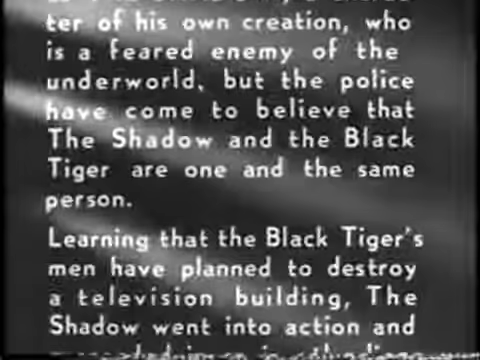 ter of his own creation, who
is a feared enemy of the
underworld, but the police
have come to believe that
The Shadow and the Black
Tiger are one and the same
person.
Learning that the Black Tiger's
men have planned to destroy
a television building, The
Shadow went into action and